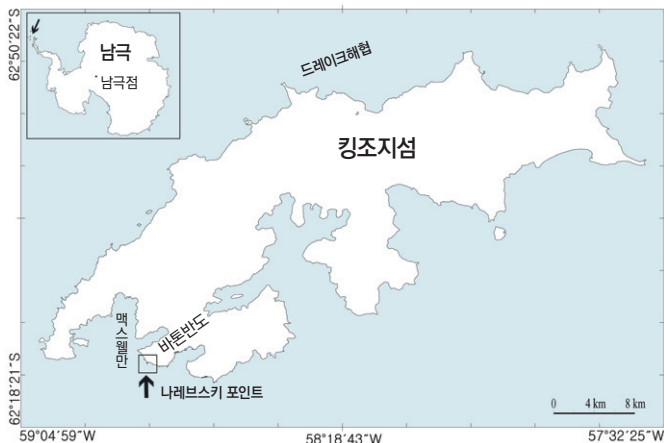 62°50'22"S
남극
남극점
드레이크해협
킹조지섬
맥스웰만
바톤반도
나레브스키 포인트
62°18'21"S
0 4 km 8 km
59°04'59"W
58°18'43"W
57°32'25"W